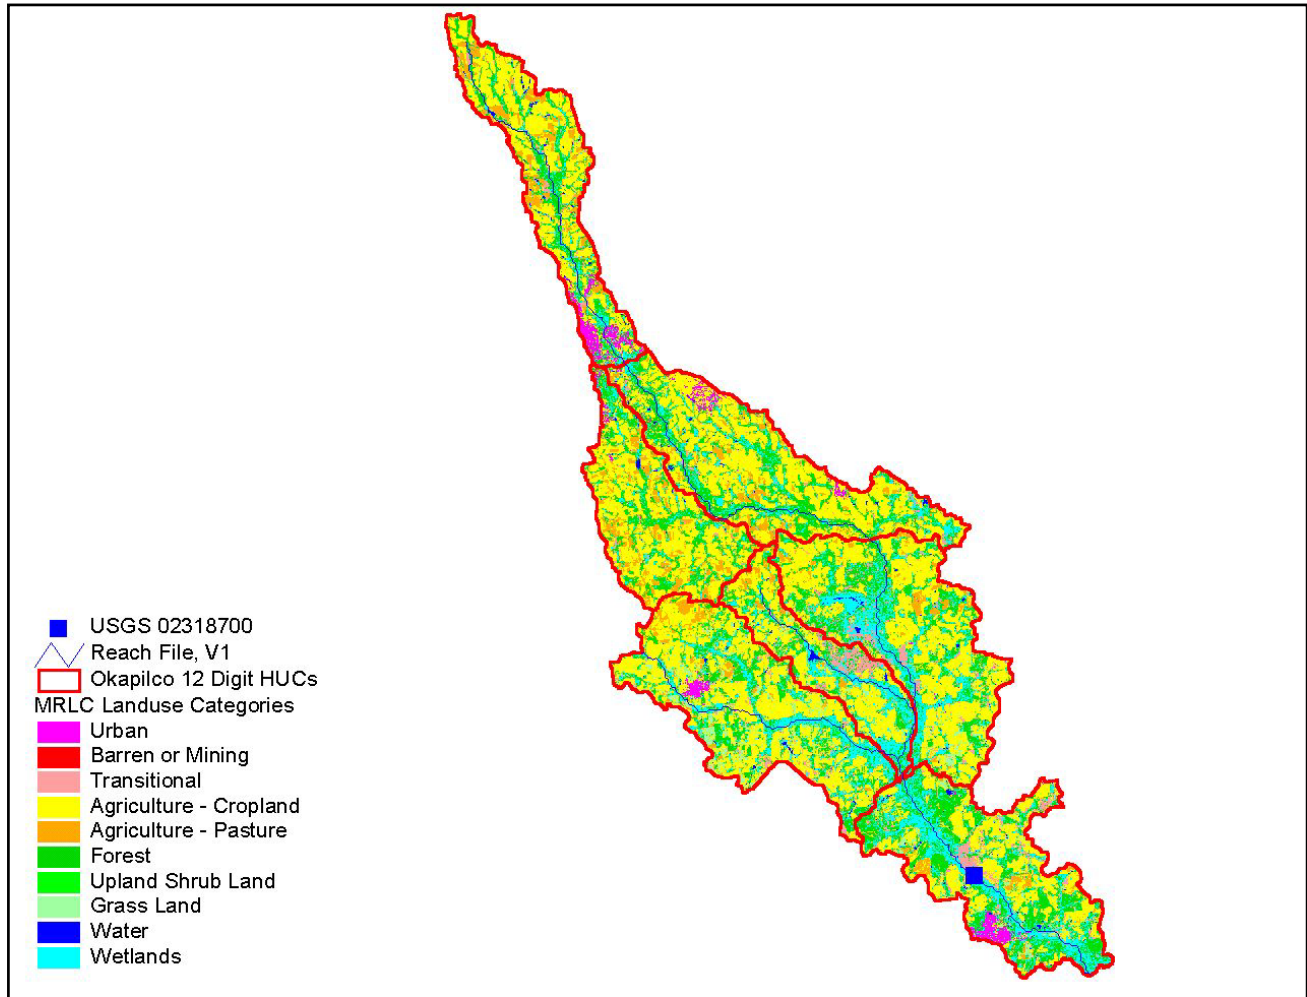 USGS 02318700
Reach File, V1
Okapilco 12 Digit HUCs
MRLC Landuse Categories
Urban
Barren or Mining
Transitional
Agriculture - Cropland
Agriculture - Pasture
Forest
Upland Shrub Land
Grass Land
Water
Wetlands